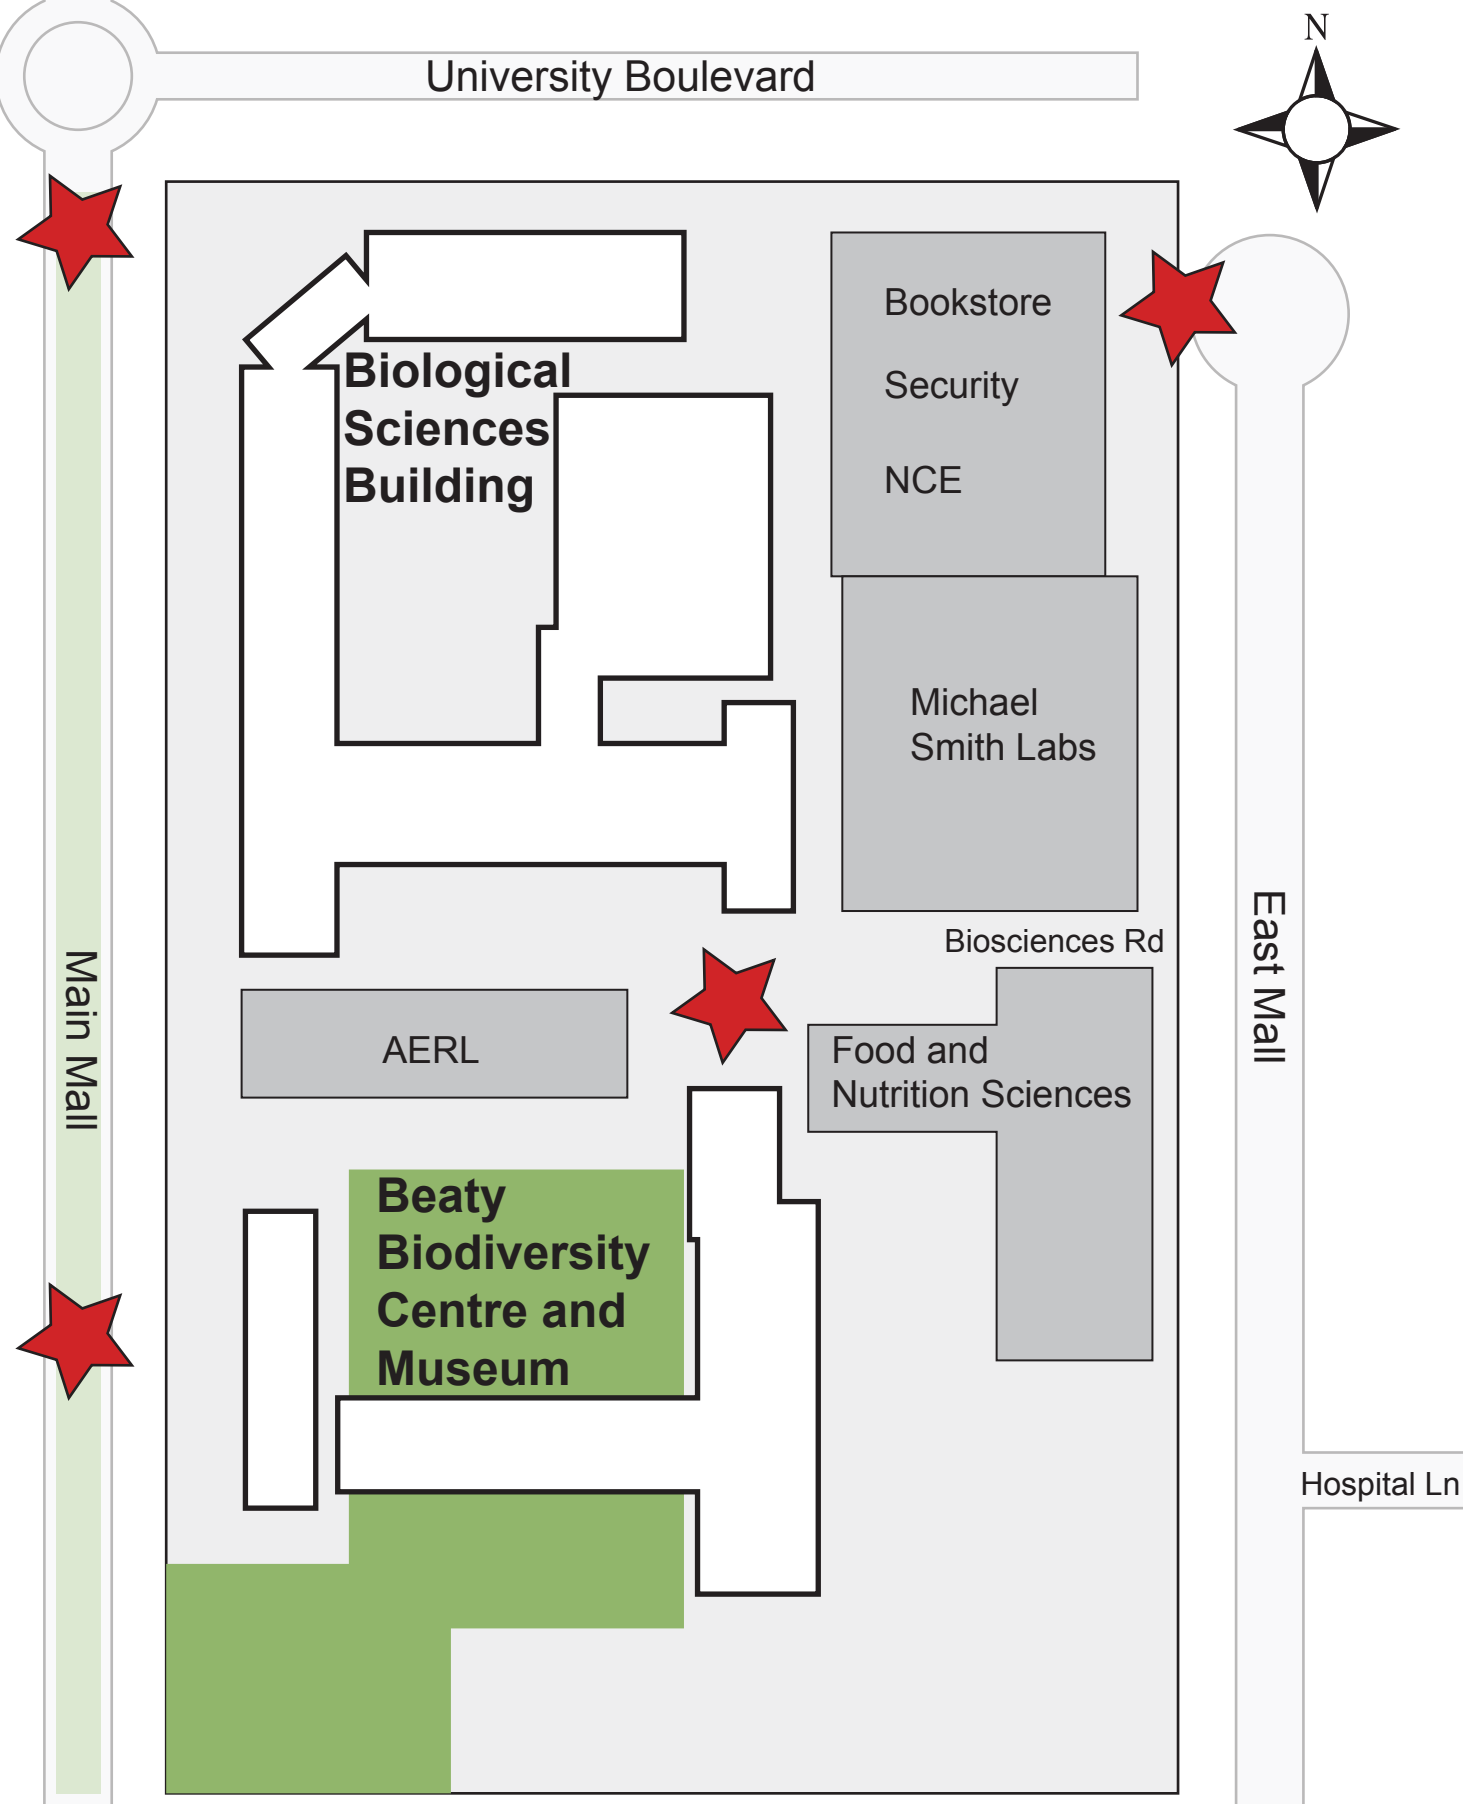 N
University Boulevard
Bookstore
Security
NCE
Biological
Sciences
Building
Michael
Smith Labs
Biosciences Rd
East Mall
Main Mall
AERL
Food and
Nutrition Sciences
Beaty
Biodiversity
Centre and
Museum
Hospital Ln